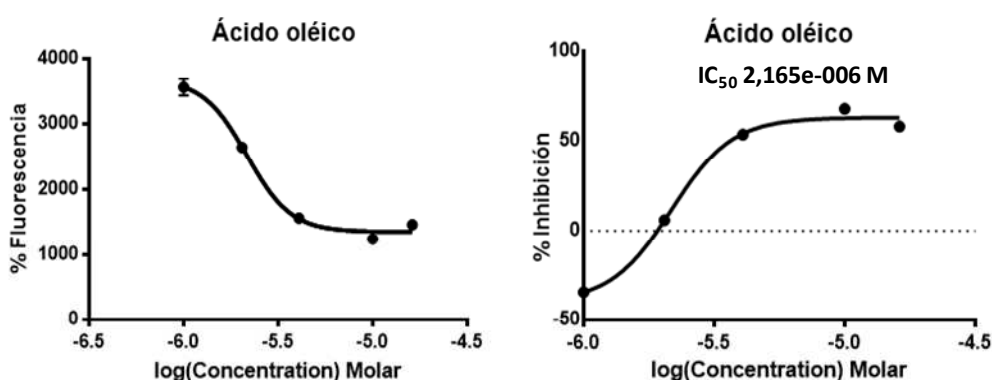 Ácido oléico
4000
3000
2000
1000
0
% Fluorescencia
-6.5
-6.0
-5.5
-5.0
-4.5
log(Concentration) Molar
Ácido oléico
IC₅₀ 2,165e-006 M
100
50
0
-50
% Inhibición
-6.0
-5.5
-5.0
-4.5
log(Concentration) Molar